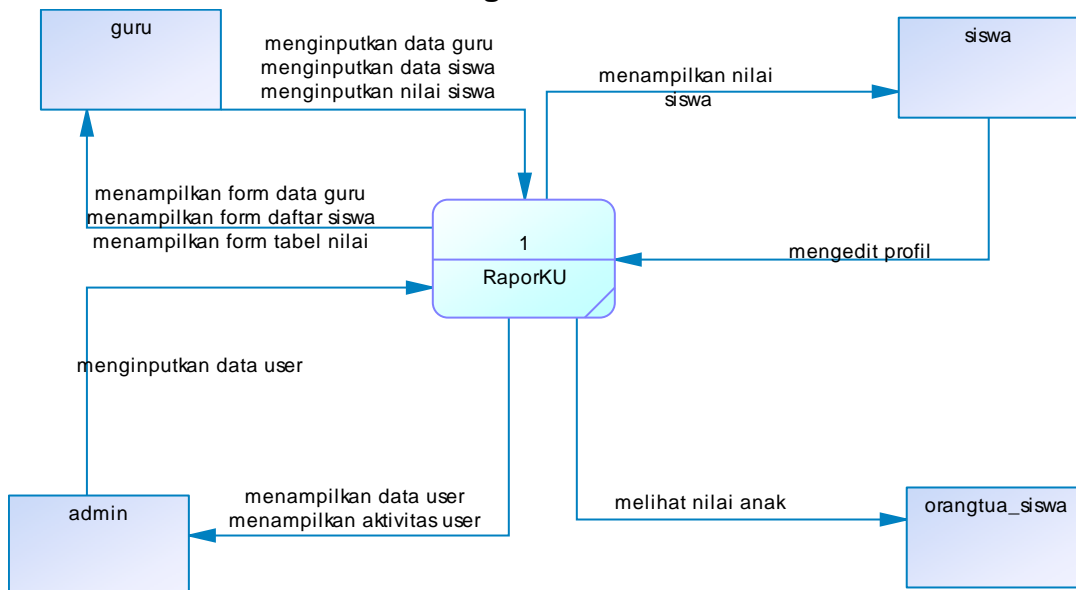 guru
menginputkan data guru
menginputkan data siswa
menginputkan nilai siswa
siswa
menampilkan nilai
siswa
menampilkan form data guru
menampilkan form daftar siswa
menampilkan form tabel nilai
1
RaporKU
mengedit profil
menginputkan data user
admin
menampilkan data user
menampilkan aktivitas user
melihat nilai anak
orangtua_siswa